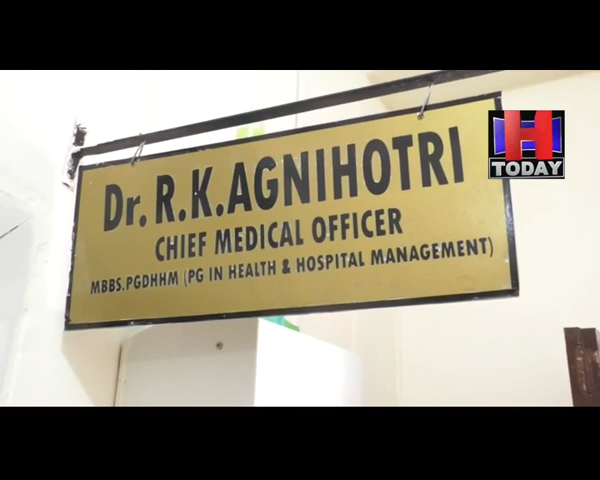 Dr. R.K.AGNIHOTRI
CHIEF MEDICAL OFFICER
MBBS.PGDHHM (PG IN HEALTH & HOSPITAL MANAGEMENT)
H
TODAY